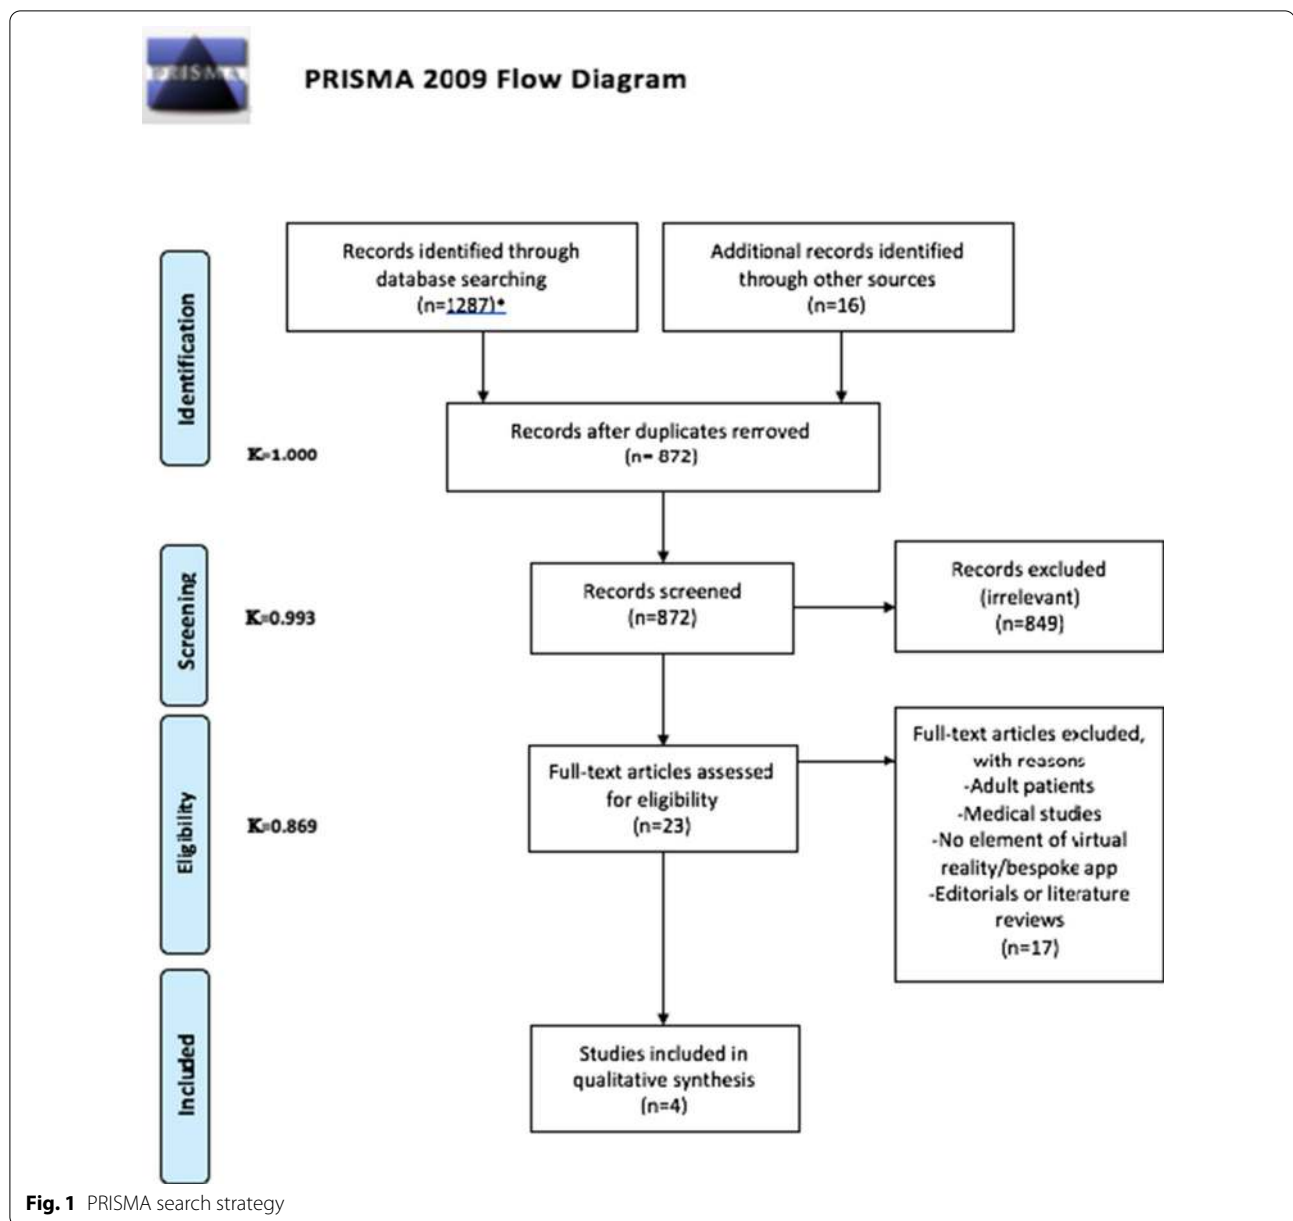 PRISMA
PRISMA 2009 Flow Diagram
Identification
Records identified through
database searching
(n=1287)*
Additional records identified
through other sources
(n=16)
Records after duplicates removed
(n= 872)
K=1.000
Screening
Records screened
(n=872)
Records excluded
(irrelevant)
(n=849)
K=0.993
Eligibility
Full-text articles assessed
for eligibility
(n=23)
K=0.869
Full-text articles excluded,
with reasons
-Adult patients
-Medical studies
-No element of virtual
reality/bespoke app
-Editorials or literature
reviews
(n=17)
Included
Studies included in
qualitative synthesis
(n=4)
Fig. 1 PRISMA search strategy